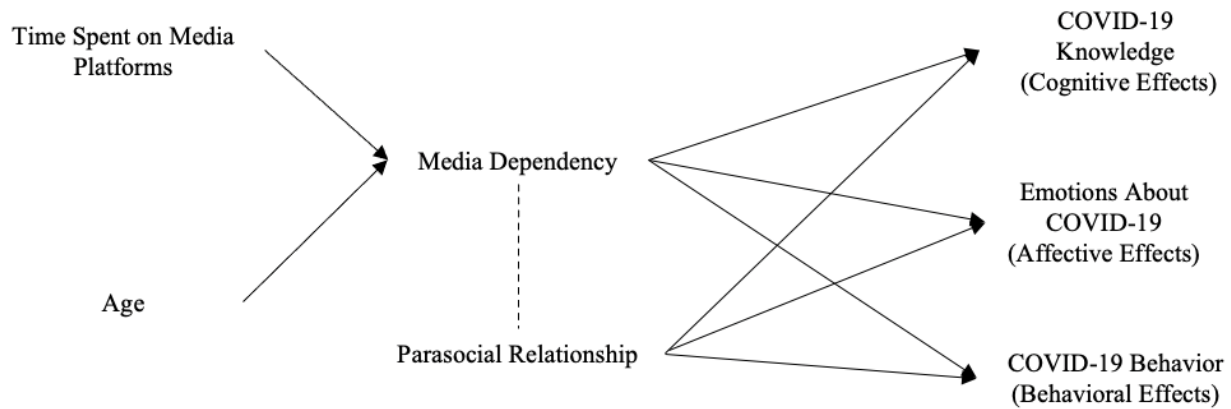 Time Spent on Media
Platforms
Age
Media Dependency
Parasocial Relationship
COVID-19
Knowledge
(Cognitive Effects)
Emotions About
COVID-19
(Affective Effects)
COVID-19 Behavior
(Behavioral Effects)